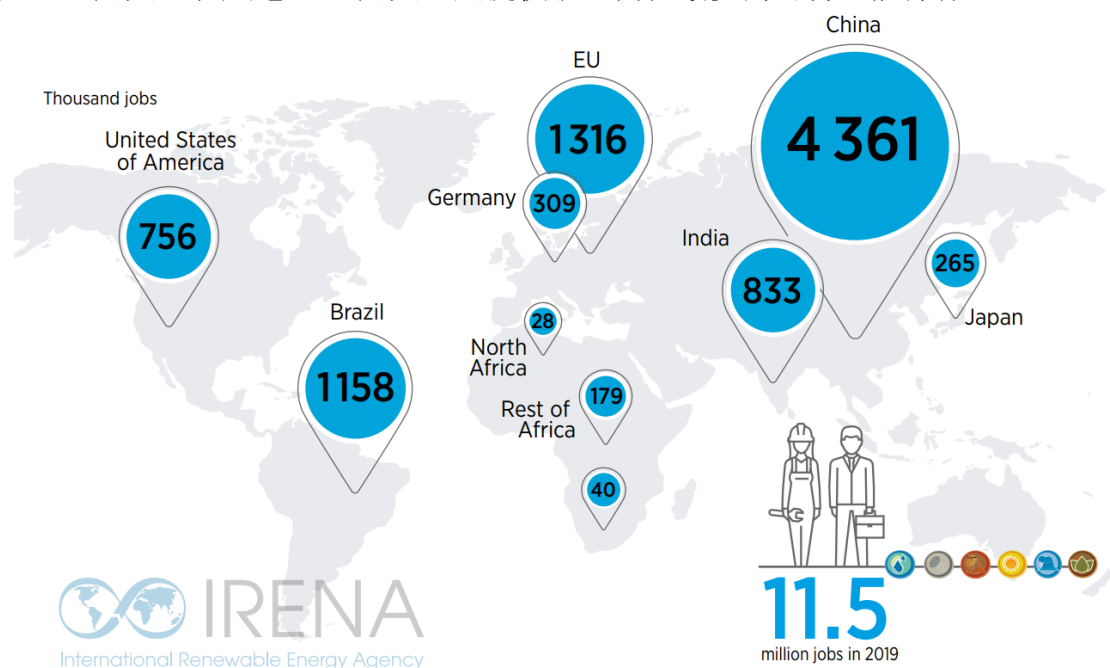 China
EU
Thousand jobs
United States
of America
1 316
4 361
Germany
309
756
India
265
833
Japan
Brazil
28
North
Africa
1158
179
Rest of
Africa
40
IRENA
International Renewable Energy Agency
11.5
million jobs in 2019